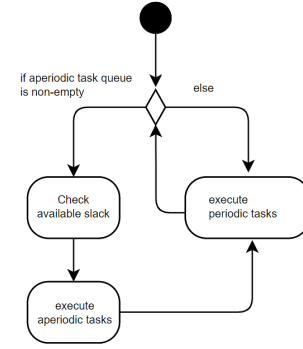 if aperiodic task queue
is non-empty
else
Check
available slack
execute
periodic tasks
execute
aperiodic tasks